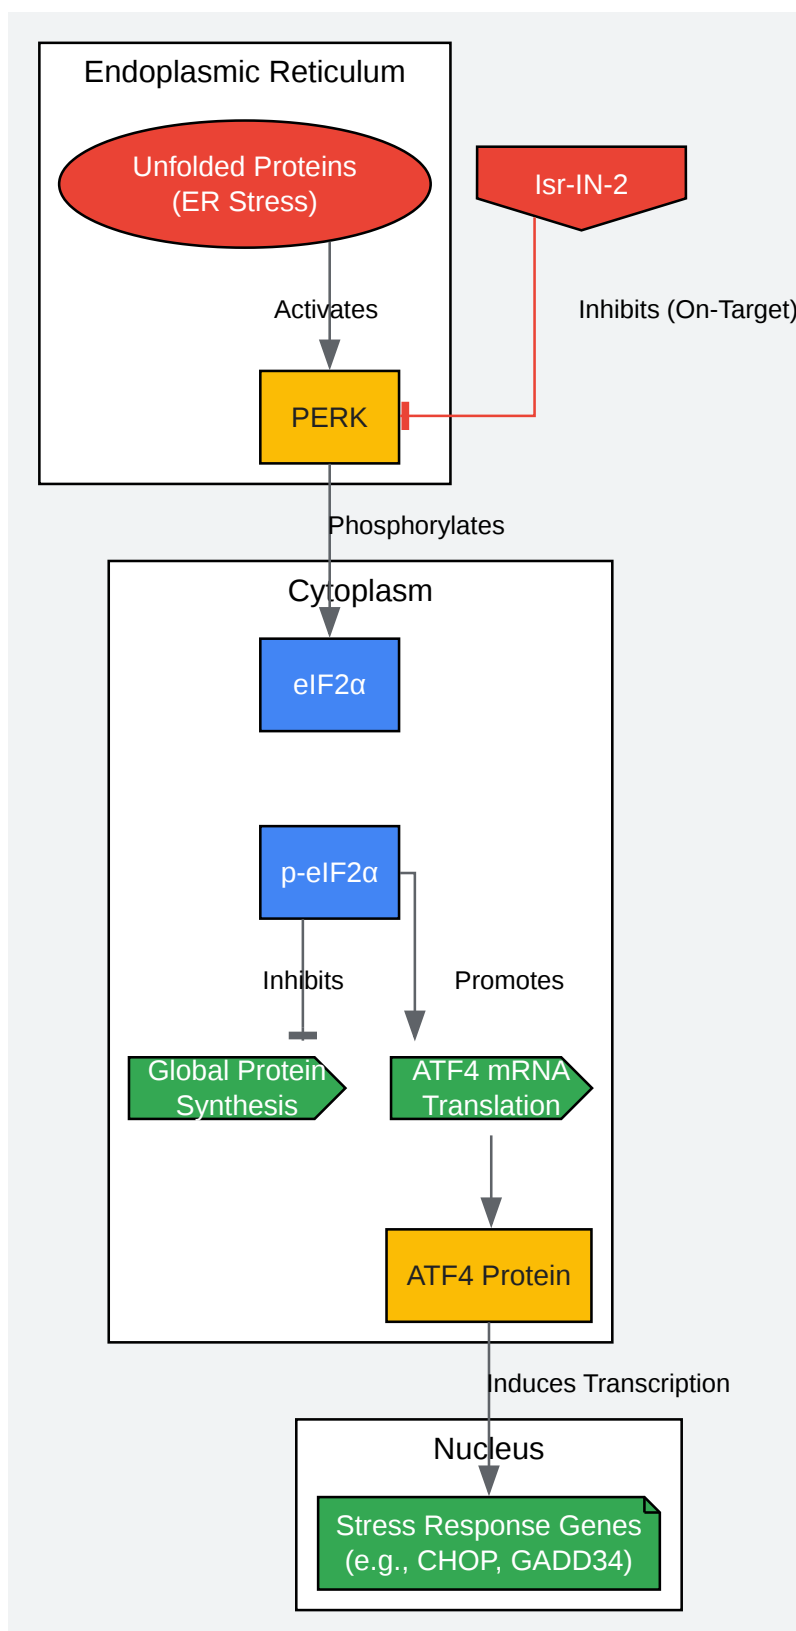 Endoplasmic Reticulum
Unfolded Proteins
(ER Stress)
Isr-IN-2
Activates
Inhibits (On-Target)
PERK
Phosphorylates
Cytoplasm
eIF2α
p-eIF2α
Inhibits
Promotes
Global Protein
Synthesis
ATF4 mRNA
Translation
ATF4 Protein
Induces Transcription
Nucleus
Stress Response Genes
(e.g., CHOP, GADD34)